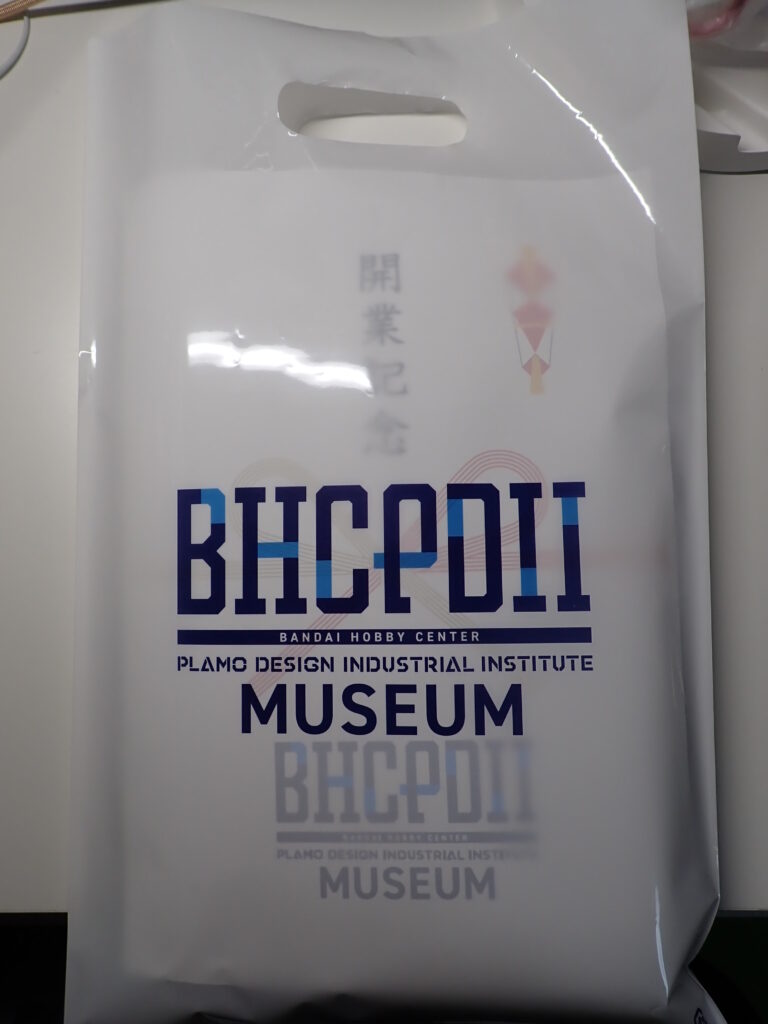 開業記念
BHCPDII
BANDAI HOBBY CENTER
PLAMO DESIGN INDUSTRIAL INSTITUTE
MUSEUM
BHCPDII
BANDAI HOBBY CENTER
PLAMO DESIGN INDUSTRIAL INSTITUTE
MUSEUM